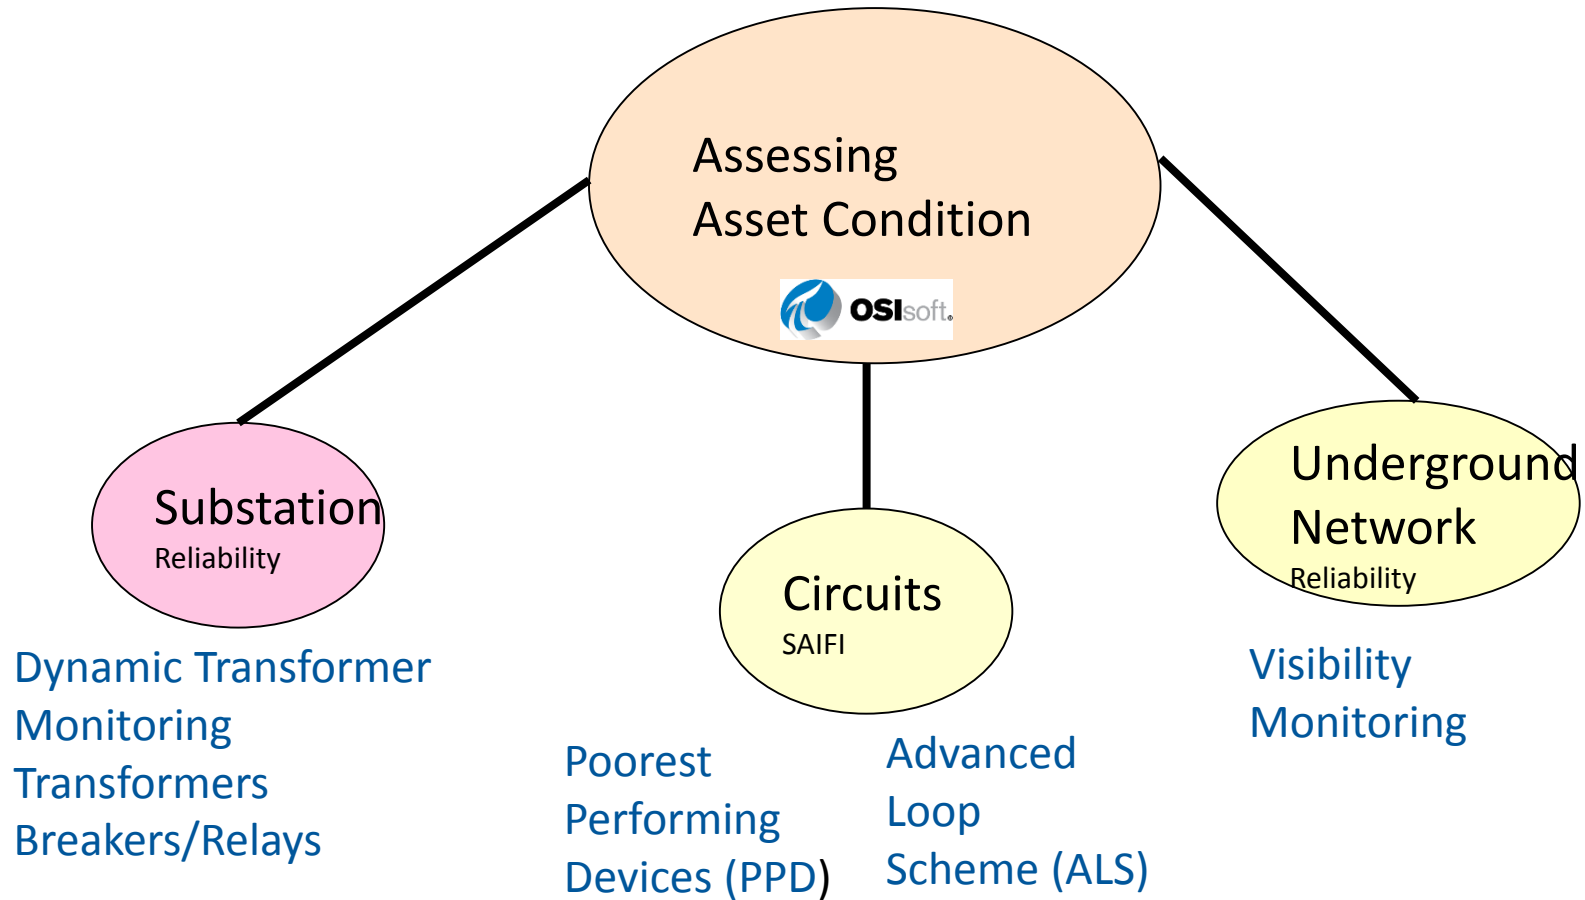 Assessing
Asset Condition
OSIsoft®
Substation
Reliability
Dynamic Transformer
Monitoring
Transformers
Breakers/Relays
Circuits
SAIFI
Poorest
Performing
Devices (PPD)
Advanced
Loop
Scheme (ALS)
Underground
Network
Reliability
Visibility
Monitoring